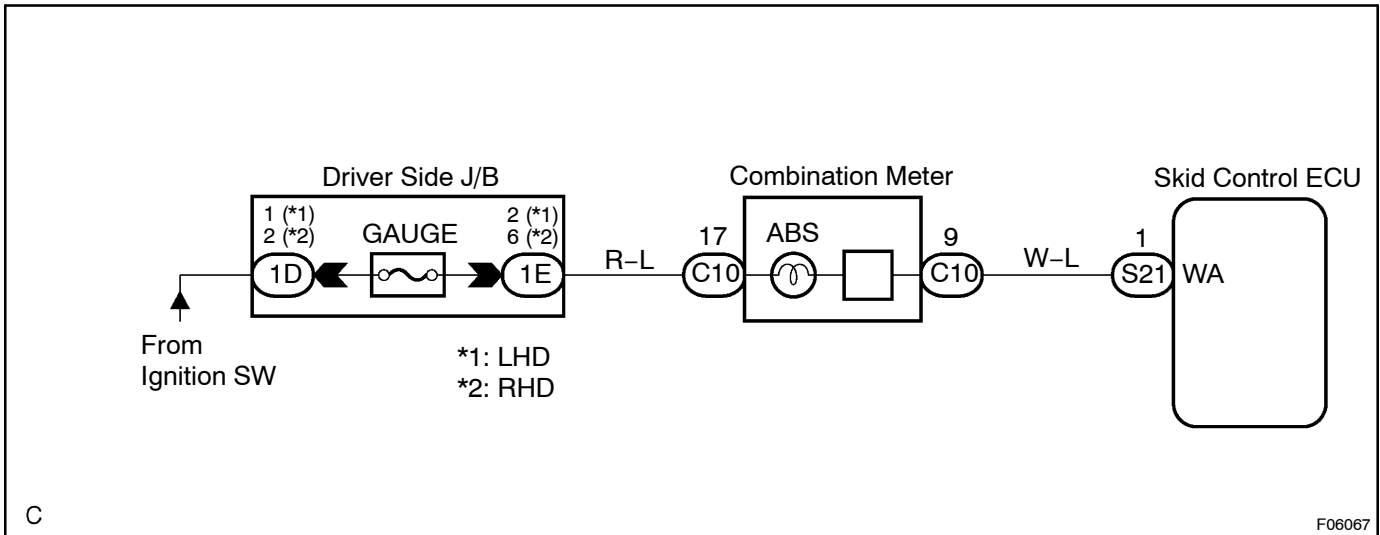 Driver Side J/B
Combination Meter
Skid Control ECU
1 (*1)
2 (*2)
GAUGE
2 (*1)
6 (*2)
1D
1E
R−L
17
C10
ABS
9
C10
W−L
1
S21
WA
From
Ignition SW
*1: LHD
*2: RHD
C
F06067